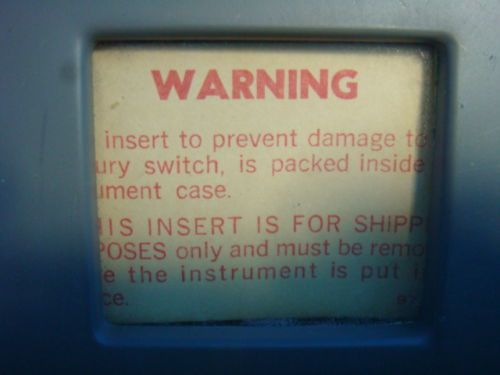 WARNING
insert to prevent damage to
ury switch, is packed inside
ument case.
IS INSERT IS FOR SHIPP
POSES only and must be remo
e the instrument is put i
ce.